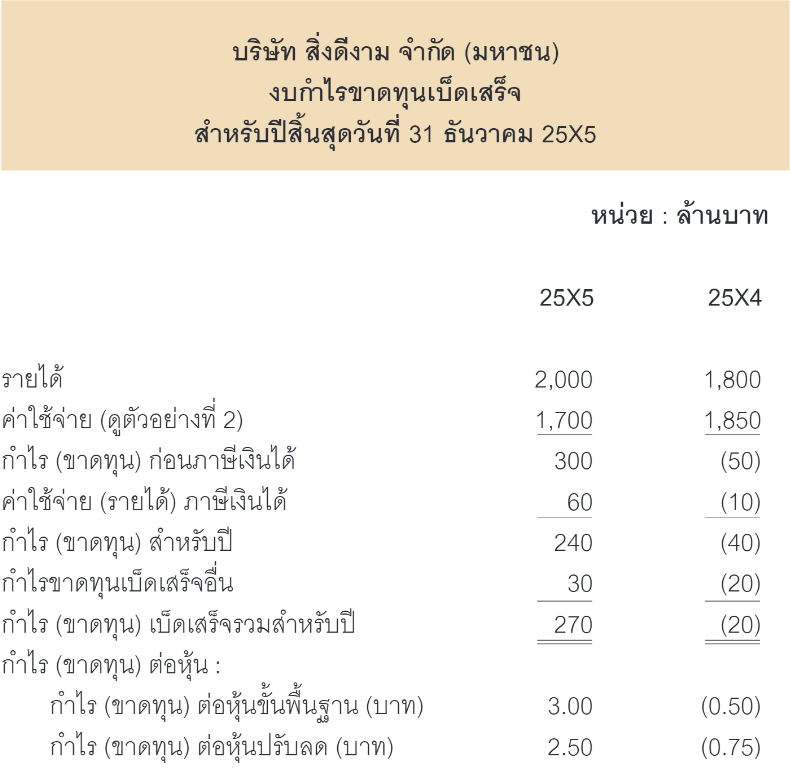 บริษัท สิ่งดีงาม จำกัด (มหาชน)
งบกำไรขาดทุนเบ็ดเสร็จ
สำหรับปีสิ้นสุดวันที่ 31 ธันวาคม 25X5
หน่วย : ล้านบาท
25X5 25X4
รายได้ 2,000 1,800
ค่าใช้จ่าย (ดูตัวอย่างที่ 2) 1,700 1,850
กำไร (ขาดทุน) ก่อนภาษีเงินได้ 300 (50)
ค่าใช้จ่าย (รายได้) ภาษีเงินได้ 60 (10)
กำไร (ขาดทุน) สำหรับปี 240 (40)
กำไรขาดทุนเบ็ดเสร็จอื่น 30 (20)
กำไร (ขาดทุน) เบ็ดเสร็จรวมสำหรับปี 270 (20)
กำไร (ขาดทุน) ต่อหุ้น :
กำไร (ขาดทุน) ต่อหุ้นขั้นพื้นฐาน (บาท) 3.00 (0.50)
กำไร (ขาดทุน) ต่อหุ้นปรับลด (บาท) 2.50 (0.75)